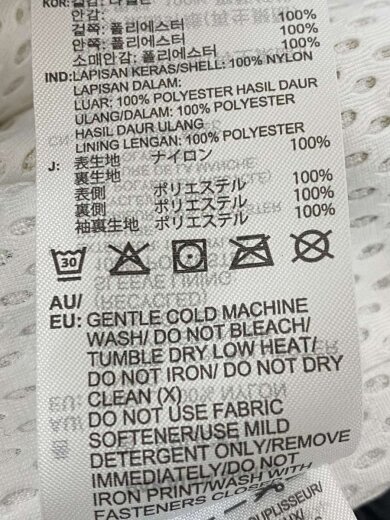 안감:
겉쪽: 폴리에스터 100%
안쪽: 폴리에스터 100%
소매안감: 폴리에스터 100%
IND: LAPISAN KERAS/SHELL: 100% NYLON
LAPISAN DALAM:
LUAR: 100% POLYESTER HASIL DAUR
ULANG/DALAM: 100% POLYESTER
HASIL DAUR ULANG
LINING LENGAN: 100% POLYESTER
J: 表生地 ナイロン 100%
裏生地
表側 ポリエステル 100%
裏側 ポリエステル 100%
袖裏生地 ポリエステル 100%
30
AU/
EU: GENTLE COLD MACHINE
WASH/ DO NOT BLEACH/
TUMBLE DRY LOW HEAT/
DO NOT IRON/ DO NOT DRY
CLEAN (X)
DO NOT USE FABRIC
SOFTENER/USE MILD
DETERGENT ONLY/REMOVE
IMMEDIATELY/DO NOT
IRON PRINT/WASH WITH
FASTENERS CLOSED